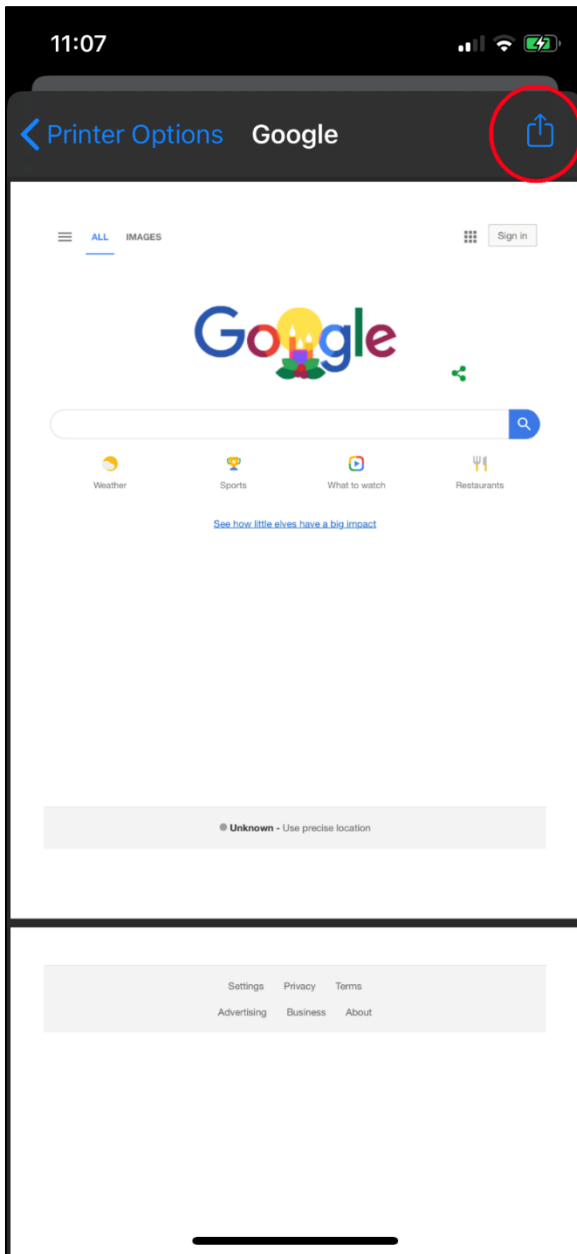 11:07
Printer Options Google
ALL IMAGES Sign in
Google
Weather Sports What to watch Restaurants
See how little elves have a big impact
Unknown - Use precise location
Settings Privacy Terms
Advertising Business About